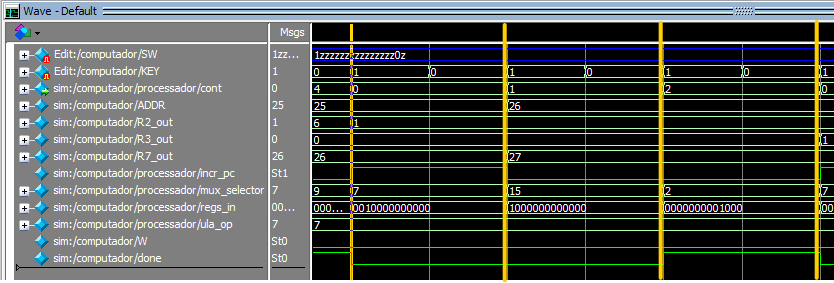 Wave - Default
Msgs
Edit:/computador/SW 1zz... 1zzzzzz zzzzzzzz0z
Edit:/computador/KEY 1 0 1 0 1 0 1 0 1
sim:/computador/processador/cont 0 4 0 1 2 0
sim:/computador/ADDR 25 25 26
sim:/computador/R2_out 1 6 1
sim:/computador/R3_out 0 0 1
sim:/computador/R7_out 26 26 27
sim:/computador/processador/incr_pc St1
sim:/computador/processador/mux_selector 7 9 7 15 2 7
sim:/computador/processador/regs_in 00... 000... 0010000000000 1000000000000 0000000001000 00
sim:/computador/processador/ula_op 7 7
sim:/computador/W St0
sim:/computador/done St0